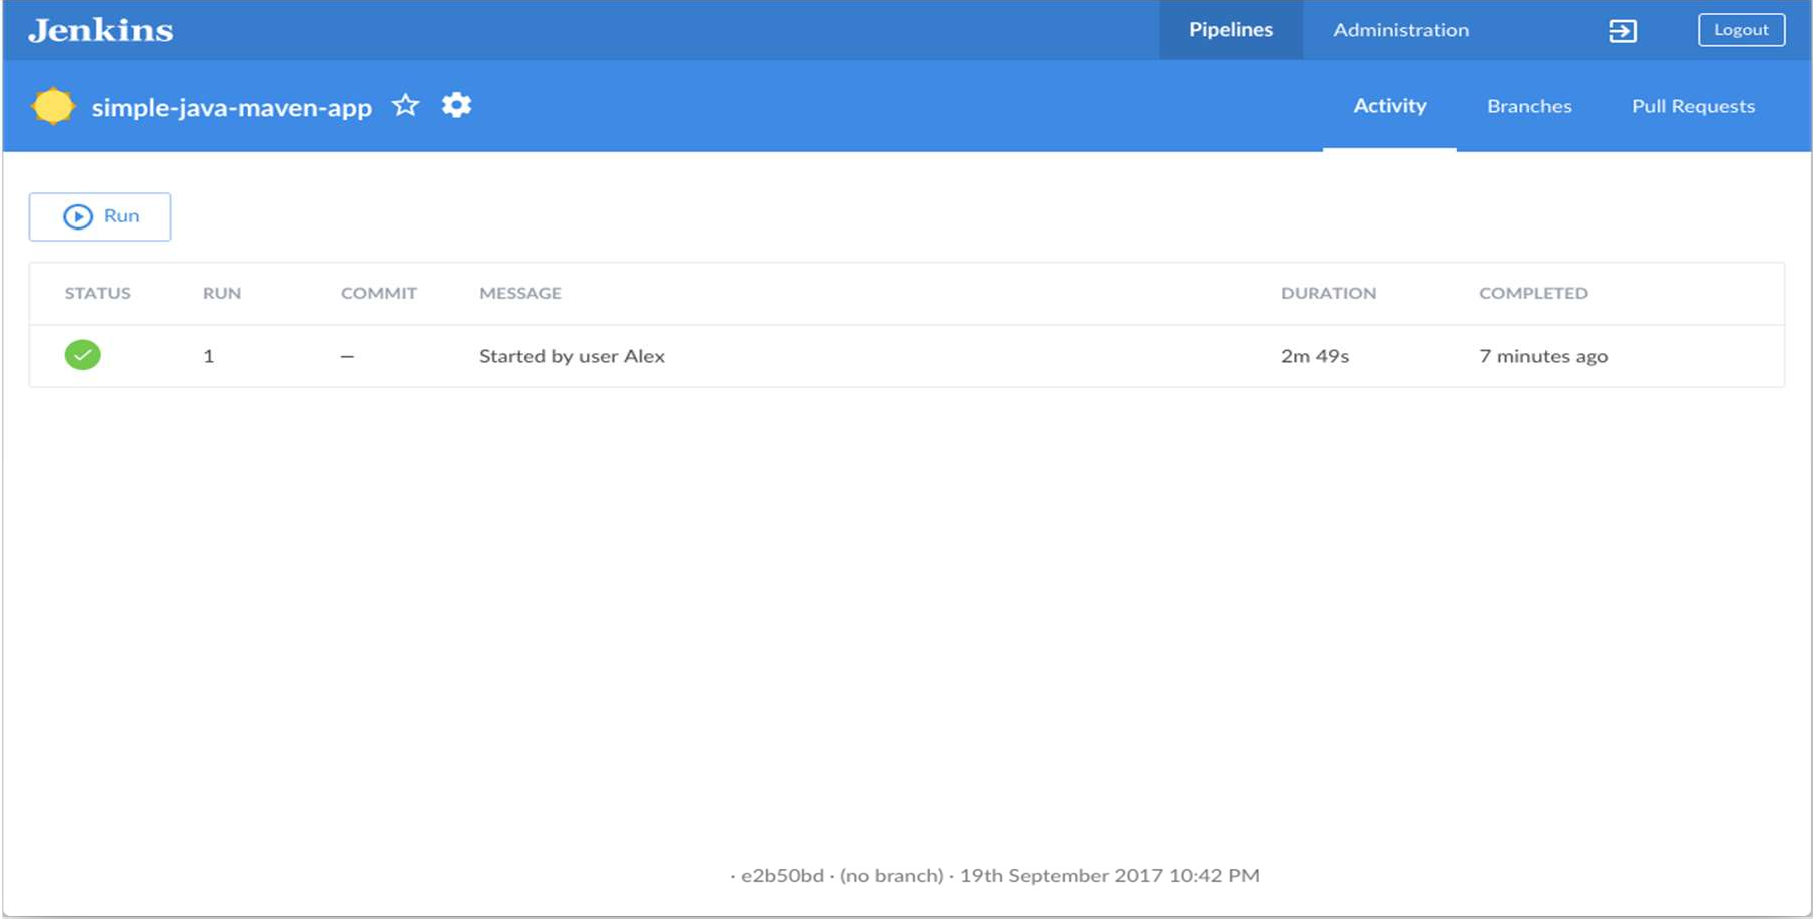 Jenkins Pipelines Administration Logout
simple-java-maven-app Activity Branches Pull Requests
Run
STATUS RUN COMMIT MESSAGE DURATION COMPLETED
1 — Started by user Alex 2m 49s 7 minutes ago
· e2b50bd · (no branch) · 19th September 2017 10:42 PM